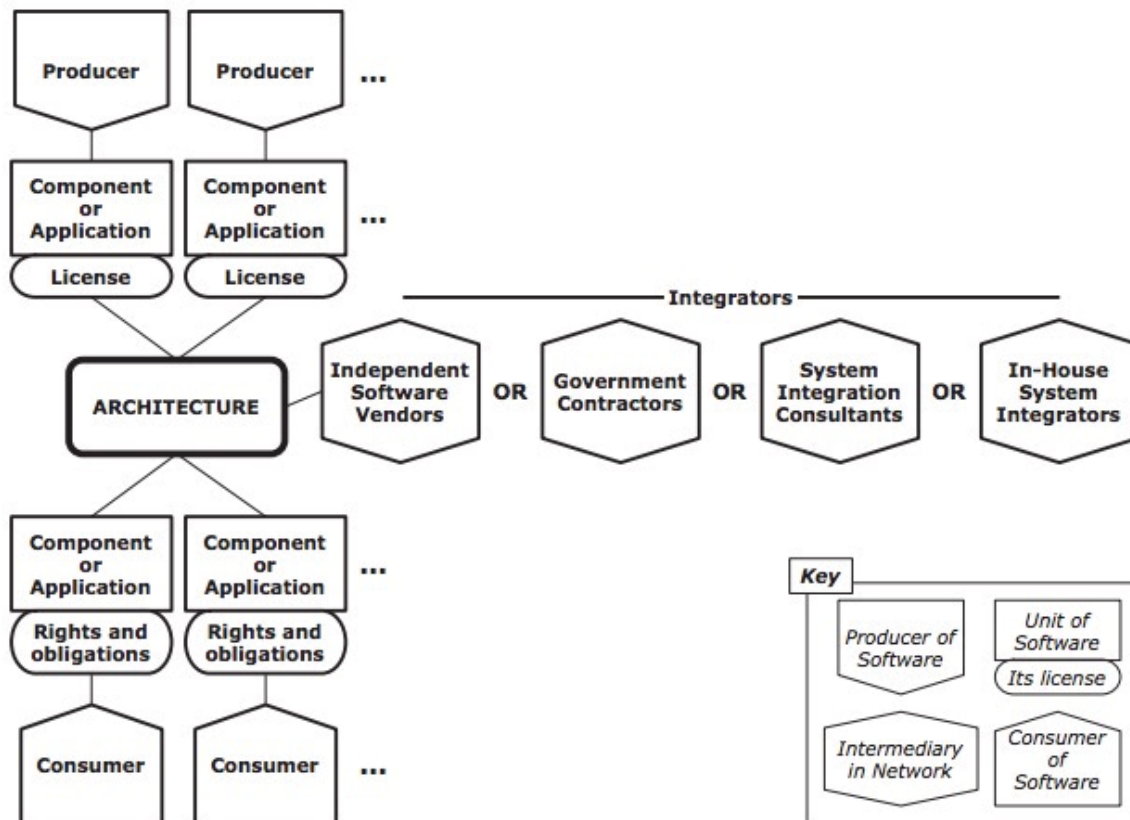 Producer
Producer
...
Component
or
Application
Component
or
Application
...
License
License
Integrators
ARCHITECTURE
Independent
Software
Vendors
OR
Government
Contractors
OR
System
Integration
Consultants
OR
In-House
System
Integrators
Component
or
Application
Component
or
Application
...
Rights and
obligations
Rights and
obligations
Consumer
Consumer
...
Key
Producer of
Software
Unit of
Software
Its license
Intermediary
in Network
Consumer
of
Software